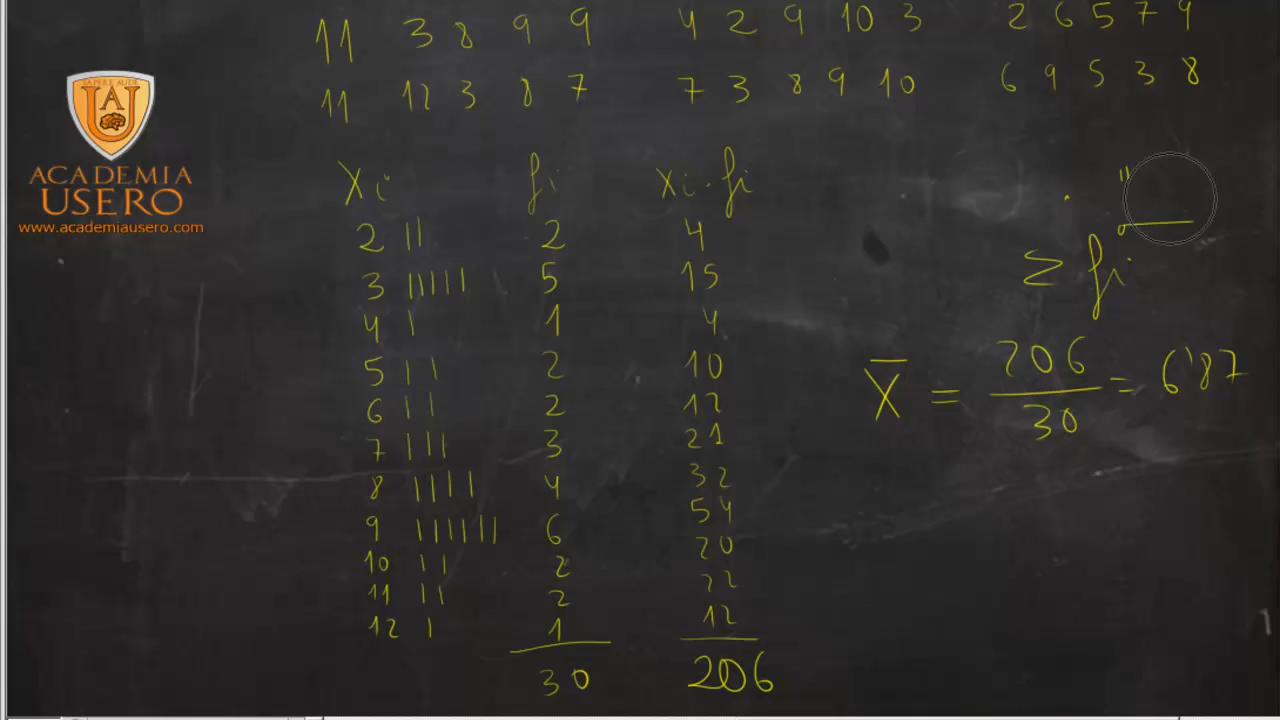 11 3 8 9 9 4 2 9 10 3 2 6 5 7 9
11 12 3 8 7 7 3 8 9 10 6 9 5 3 8
SAPERE AUDE
UA
ACADEMIA
USERO
www.academiausero.com
Xi fi Xi·fi
2 || 2 4
3 ||||| 5 15
4 | 1 4
5 || 2 10
6 || 2 12
7 ||| 3 21
8 |||| 4 32
9 |||||| 6 54
10 || 2 20
11 || 2 22
12 | 1 12
30 206
Σ fi
X̅ = 206/30 = 6'87